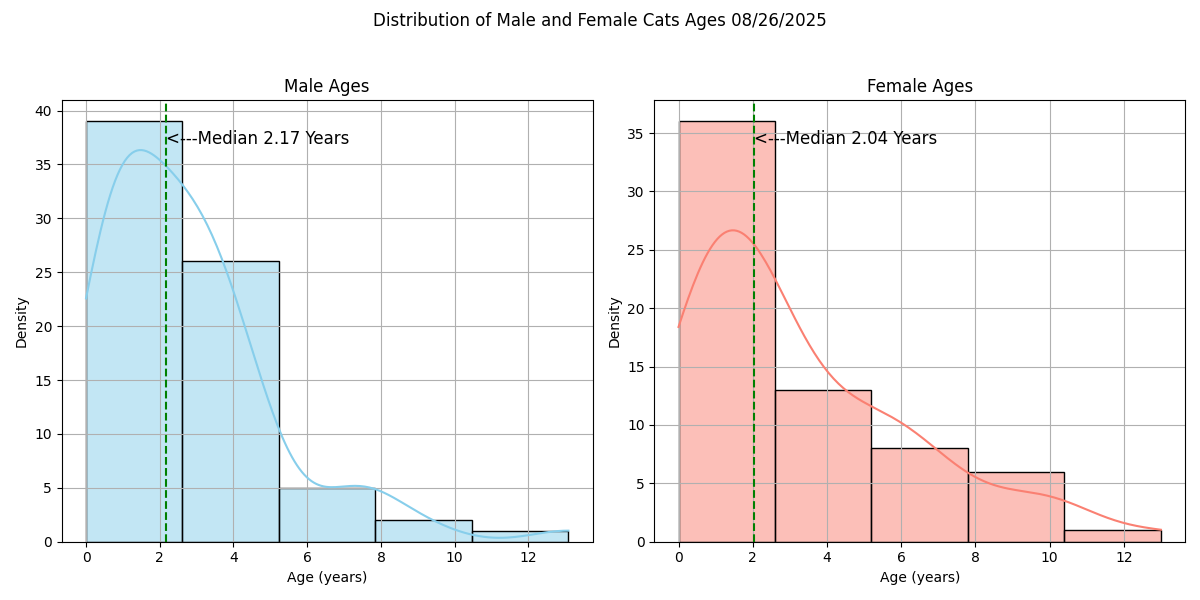 Distribution of Male and Female Cats Ages 08/26/2025
Male Ages
40
35
30
25
20
15
10
5
0
Density
<---Median 2.17 Years
0 2 4 6 8 10 12
Age (years)
Female Ages
35
30
25
20
15
10
5
0
Density
<---Median 2.04 Years
0 2 4 6 8 10 12
Age (years)